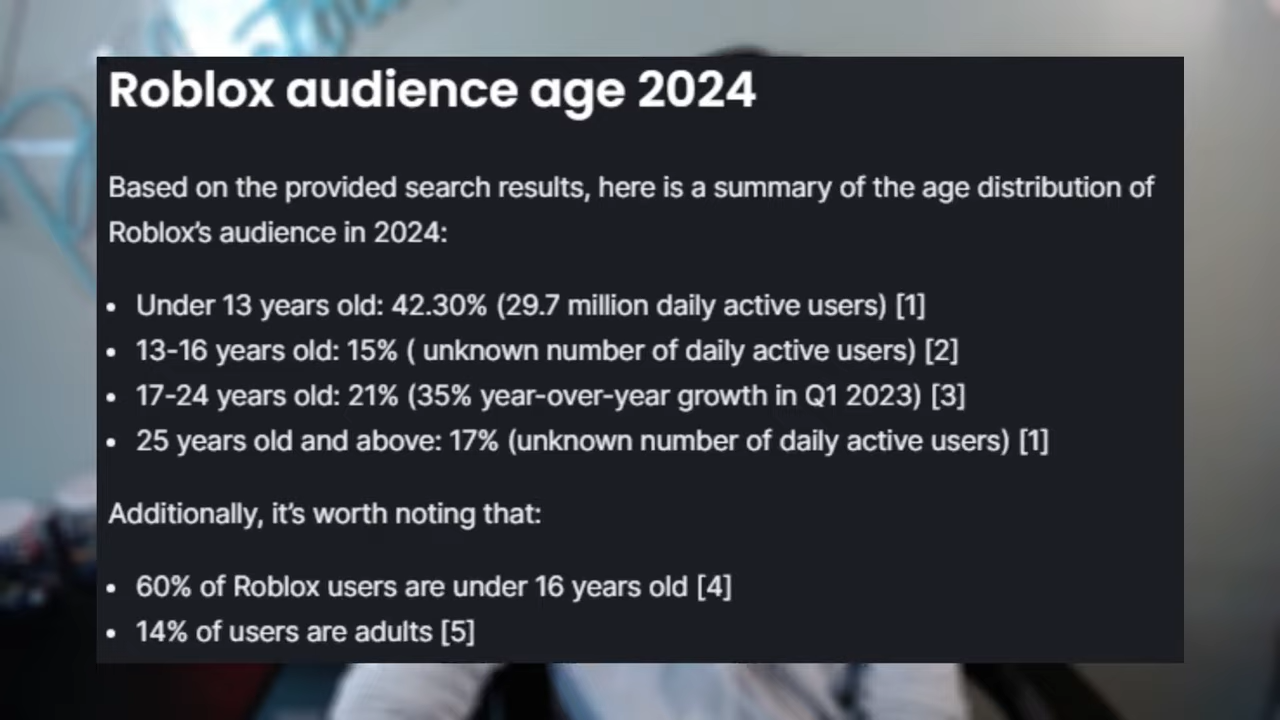 Roblox audience age 2024
Based on the provided search results, here is a summary of the age distribution of
Roblox's audience in 2024:
• Under 13 years old: 42.30% (29.7 million daily active users) [1]
• 13-16 years old: 15% ( unknown number of daily active users) [2]
• 17-24 years old: 21% (35% year-over-year growth in Q1 2023) [3]
• 25 years old and above: 17% (unknown number of daily active users) [1]
Additionally, it's worth noting that:
• 60% of Roblox users are under 16 years old [4]
• 14% of users are adults [5]